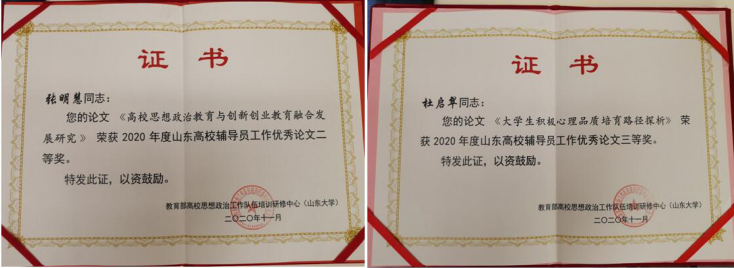 证书
张明慧同志：
您的论文《高校思想政治教育与创新创业教育融合发
展研究》荣获2020年度山东高校辅导员工作优秀论文二
等奖。
特发此证，以资鼓励。
教育部高校思想政治工作队伍培训研修中心（山东大学）
二〇二〇年十一月
证书
杜启军同志：
您的论文《大学生积极心理品质培育路径探析》荣
获2020年度山东高校辅导员工作优秀论文三等奖。
特发此证，以资鼓励。
教育部高校思想政治工作队伍培训研修中心（山东大学）
二〇二〇年十一月